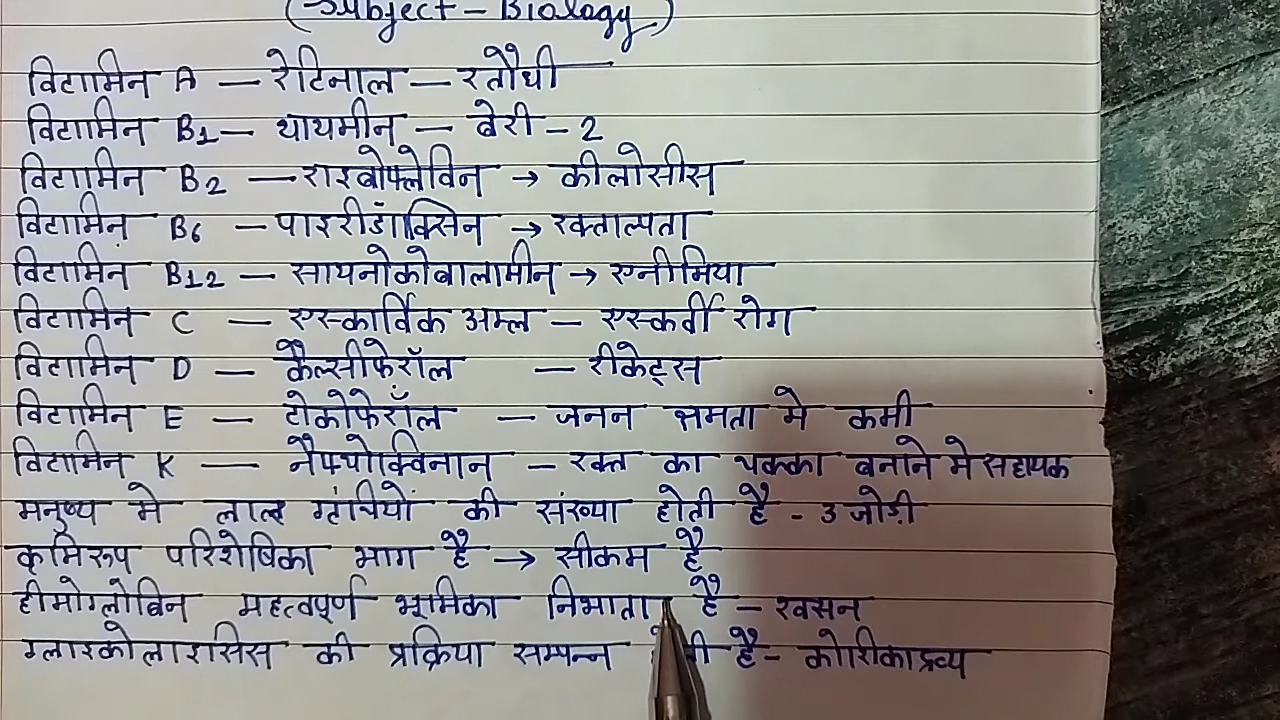 (Subject - Biology)
विटामिन A — रेटिनाल — रतौंधी
विटामिन B1 — थायमीन — बेरी - 2
विटामिन B2 — राइबोफ्लेविन → कीलोसीस
विटामिन B6 — पाइरीडॉक्सिन → रक्ताल्पता
विटामिन B12 — सायनोकोबालामीन → एनीमिया
विटामिन C — एस्कार्विक अम्ल — एस्कर्वी रोग
विटामिन D — कैल्सीफेरॉल — रीकेट्स
विटामिन E — टोकोफेरॉल — जनन क्षमता मे कमी
विटामिन K — नैफ्थोक्विनान — रक्त का थक्का बनाने मे सहायक
मनुष्य मे लार ग्रंथियों की संख्या होती है - 3 जोड़ी
कृमिरुप परिशेषिका भाग है → सीकम है
हीमोग्लोबिन महत्वपूर्ण भूमिका निभाता है — श्वसन
ग्लाइकोलाइसिस की प्रक्रिया सम्पन्न है - कोशिकाद्रव्य